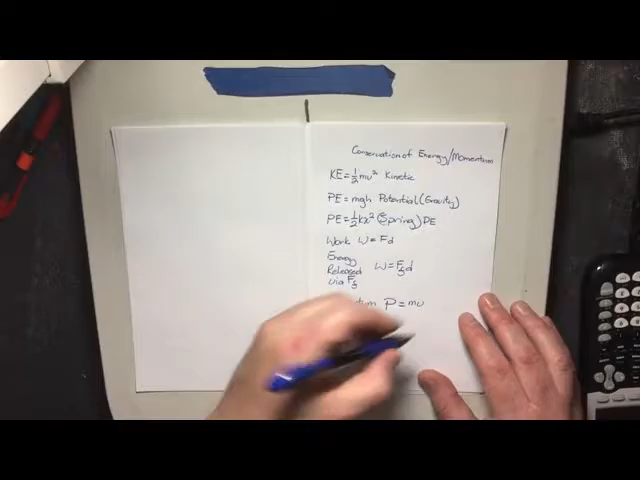 Conservation of Energy/Momentum
KE = ½mv² Kinetic
PE = mgh Potential (Gravity)
PE = ½kx² (Spring) PE
Work W = Fd
Energy
Released W = Ffd
via Ff
P = mv